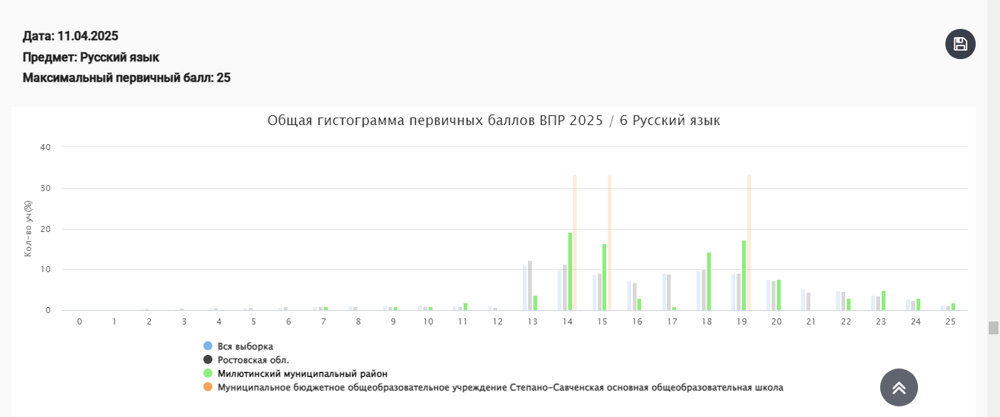 Дата: 11.04.2025
Предмет: Русский язык
Максимальный первичный балл: 25
Общая гистограмма первичных баллов ВПР 2025 / 6 Русский язык
40
30
20
10
0
Кол-во уч(%)
0 1 2 3 4 5 6 7 8 9 10 11 12 13 14 15 16 17 18 19 20 21 22 23 24 25
Вся выборка
Ростовская обл.
Милютинский муниципальный район
Муниципальное бюджетное общеобразовательное учреждение Степано-Савченская основная общеобразовательная школа